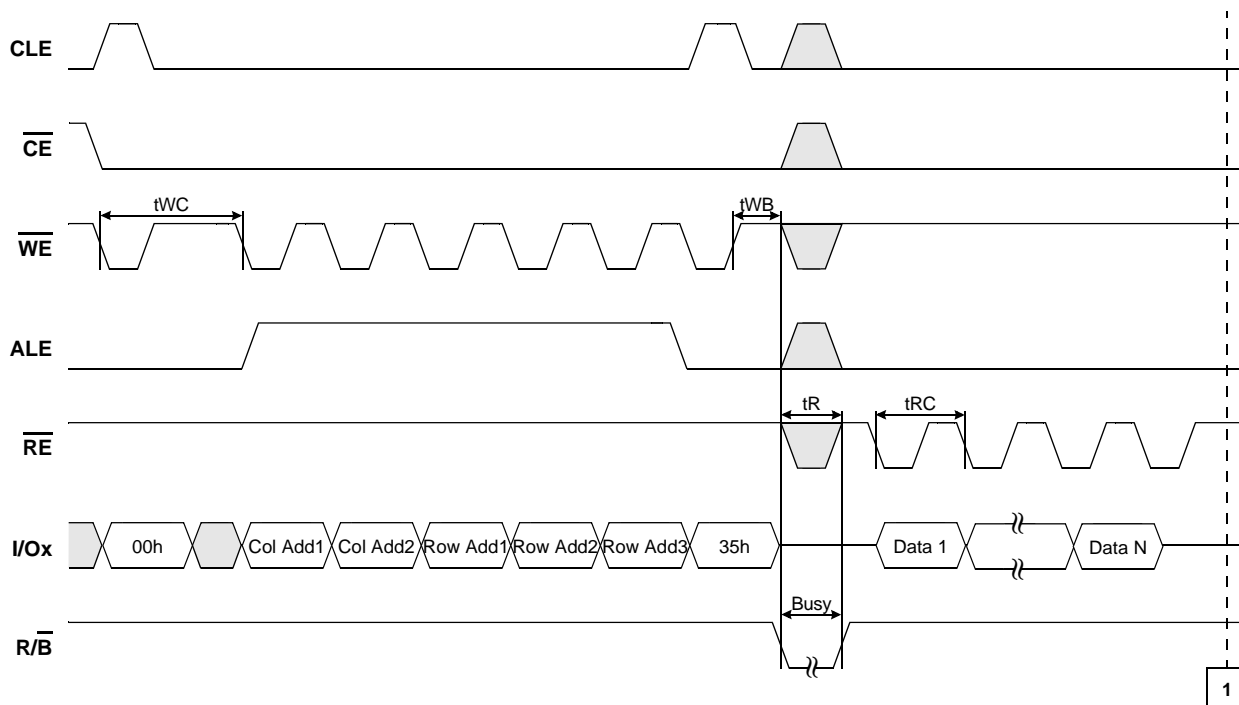 CLE
CE
tWC
tWB
WE
ALE
tR
tRC
RE
I/Ox
00h
Col Add1
Col Add2
Row Add1
Row Add2
Row Add3
35h
Data 1
Data N
Busy
R/B
1